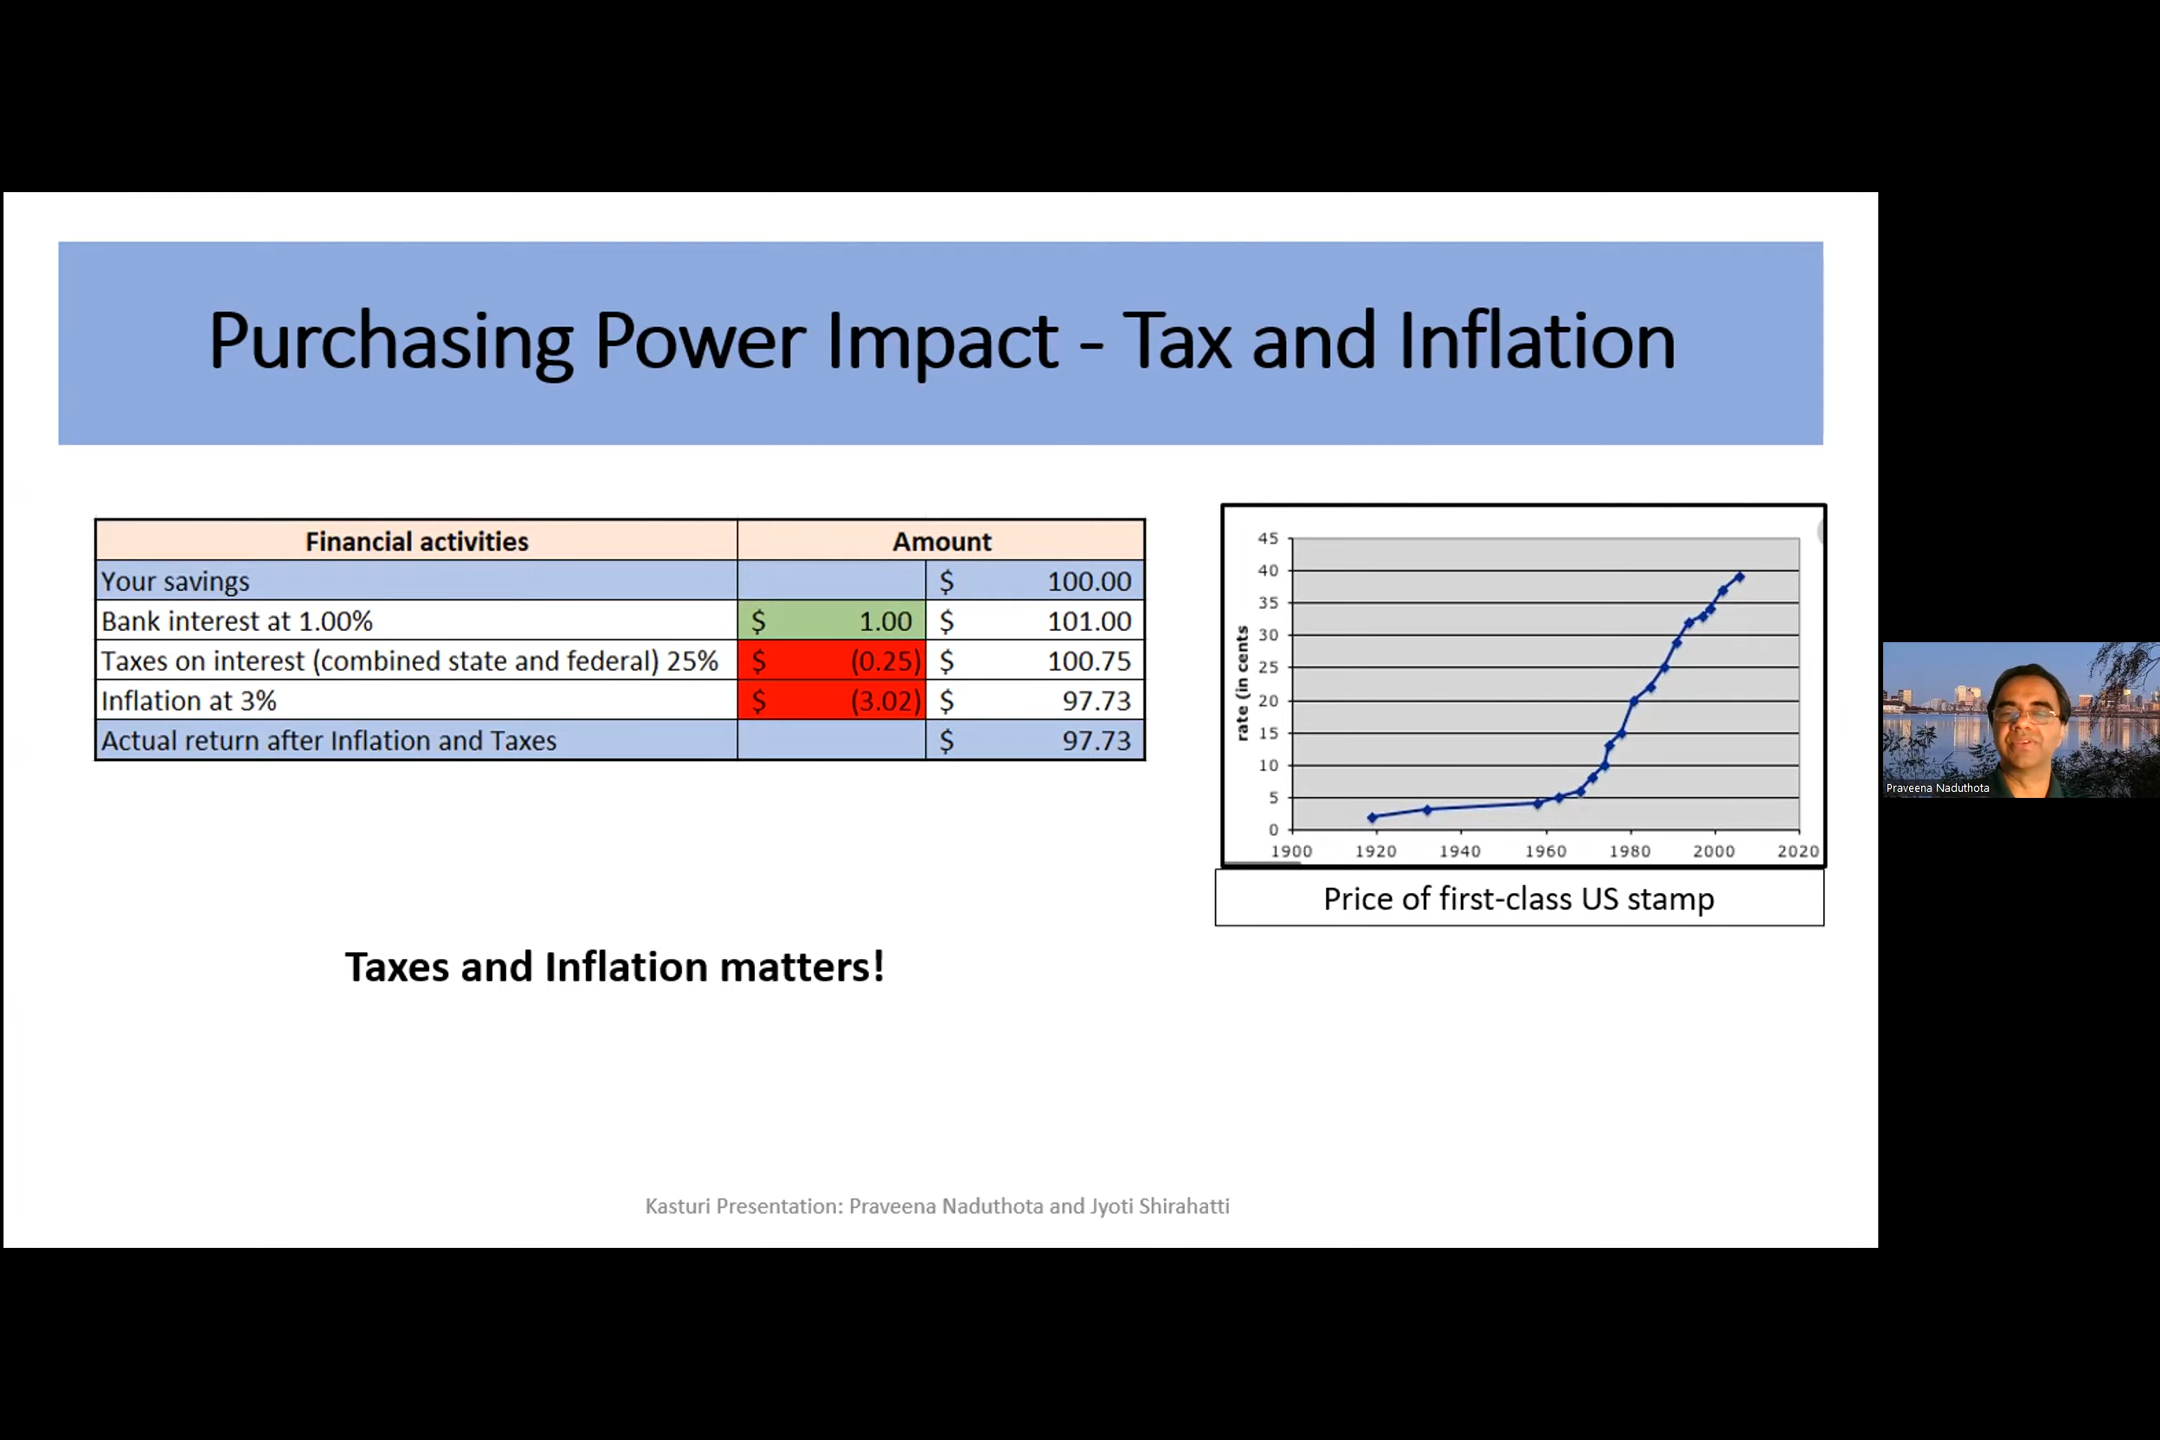 Purchasing Power Impact - Tax and Inflation
Financial activities Amount
Your savings $ 100.00
Bank interest at 1.00% $ 1.00 $ 101.00
Taxes on interest (combined state and federal) 25% $ (0.25) $ 100.75
Inflation at 3% $ (3.02) $ 97.73
Actual return after Inflation and Taxes $ 97.73
Taxes and Inflation matters!
rate (in cents
45
40
35
30
25
20
15
10
5
0
1900 1920 1940 1960 1980 2000 2020
Price of first-class US stamp
Praveena Naduthota
Kasturi Presentation: Praveena Naduthota and Jyoti Shirahatti